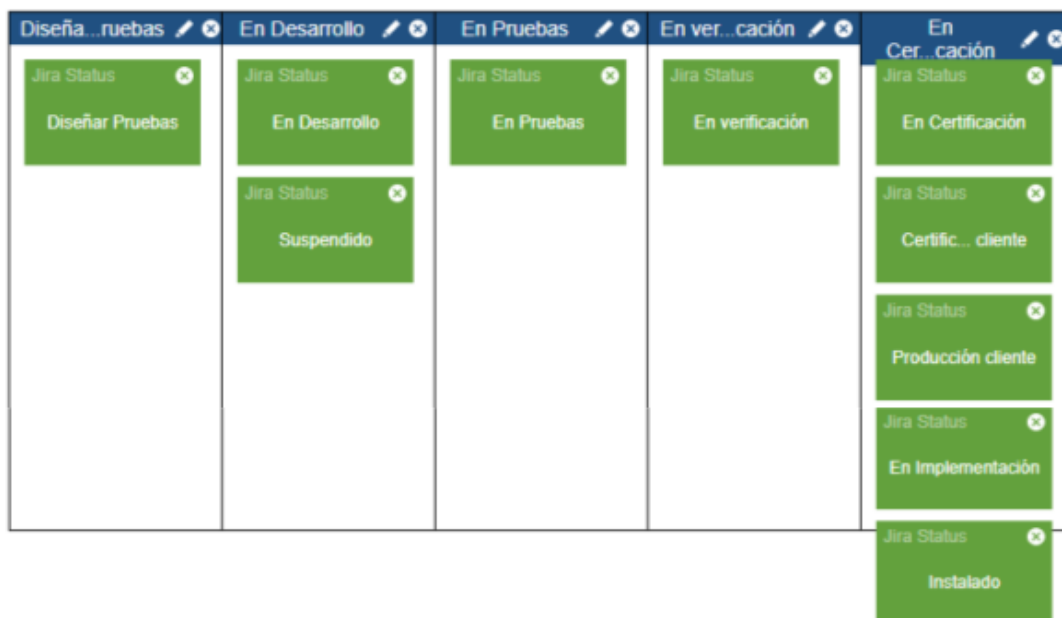 Diseña...ruebas
En Desarrollo
En Pruebas
En ver...cación
En
Cer...cación
Jira Status
Diseñar Pruebas
Jira Status
En Desarrollo
Jira Status
Suspendido
Jira Status
En Pruebas
Jira Status
En verificación
Jira Status
En Certificación
Jira Status
Certific... cliente
Jira Status
Producción cliente
Jira Status
En Implementación
Jira Status
Instalado